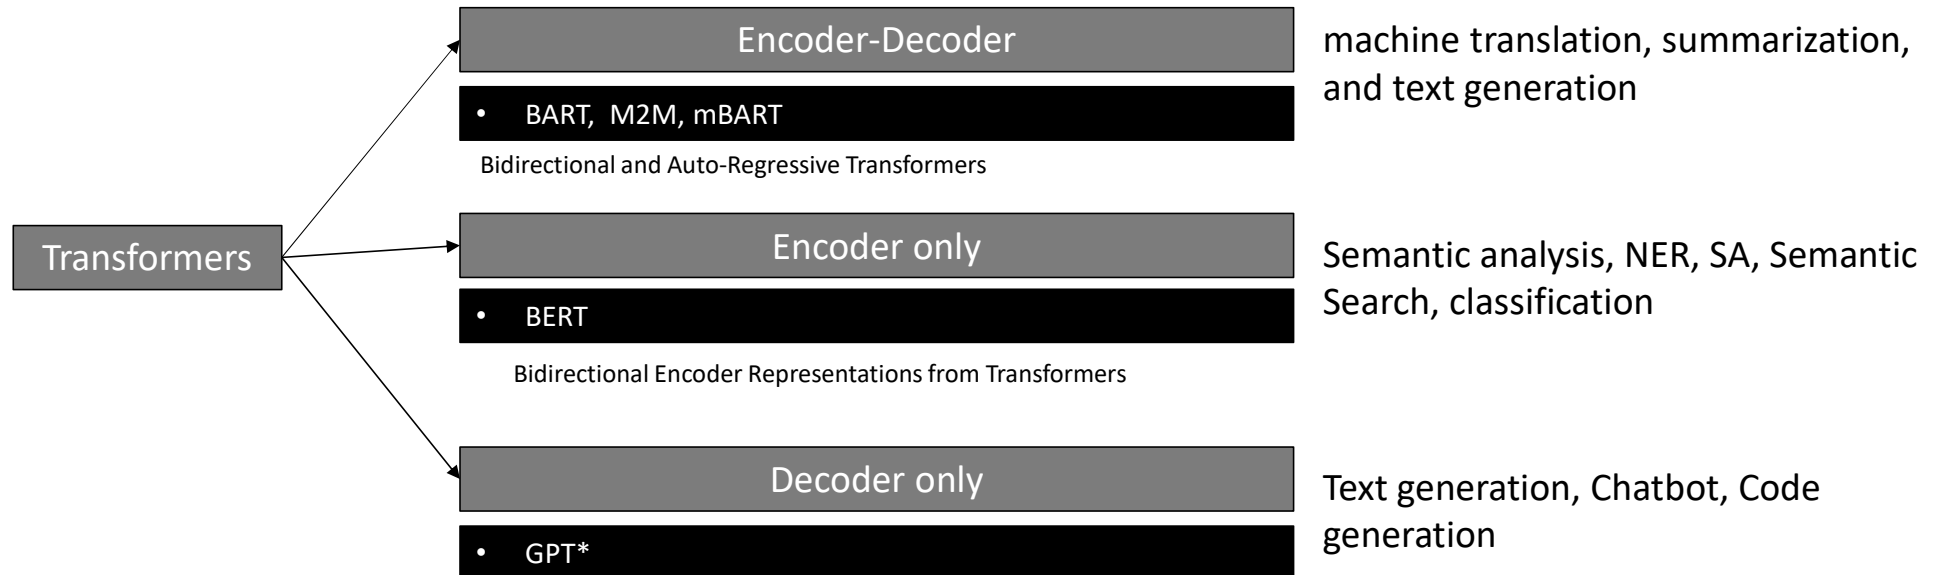 Encoder-Decoder
machine translation, summarization,
and text generation
• BART, M2M, mBART
Bidirectional and Auto-Regressive Transformers
Transformers
Encoder only
Semantic analysis, NER, SA, Semantic
Search, classification
• BERT
Bidirectional Encoder Representations from Transformers
Decoder only
Text generation, Chatbot, Code
generation
• GPT*